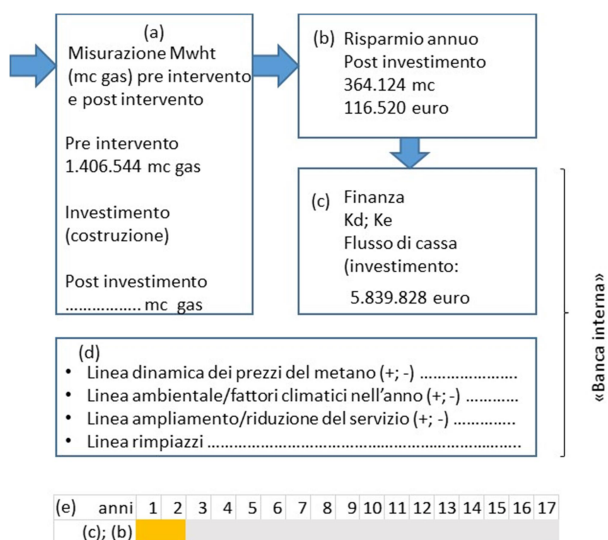 (a)
Misurazione Mwht
(mc gas) pre intervento
e post intervento
Pre intervento
1.406.544 mc gas
Investimento
(costruzione)
Post investimento
................. mc gas
(b) Risparmio annuo
Post investimento
364.124 mc
116.520 euro
(c) Finanza
Kd; Ke
Flusso di cassa
(investimento:
5.839.828 euro
(d)
• Linea dinamica dei prezzi del metano (+; -) ......................
• Linea ambientale/fattori climatici nell’anno (+; -) ............
• Linea ampliamento/riduzione del servizio (+; -) ..............
• Linea rimpiazzi ......................................................................
«Banca interna»
(e) anni 1 2 3 4 5 6 7 8 9 10 11 12 13 14 15 16 17
(c); (b)